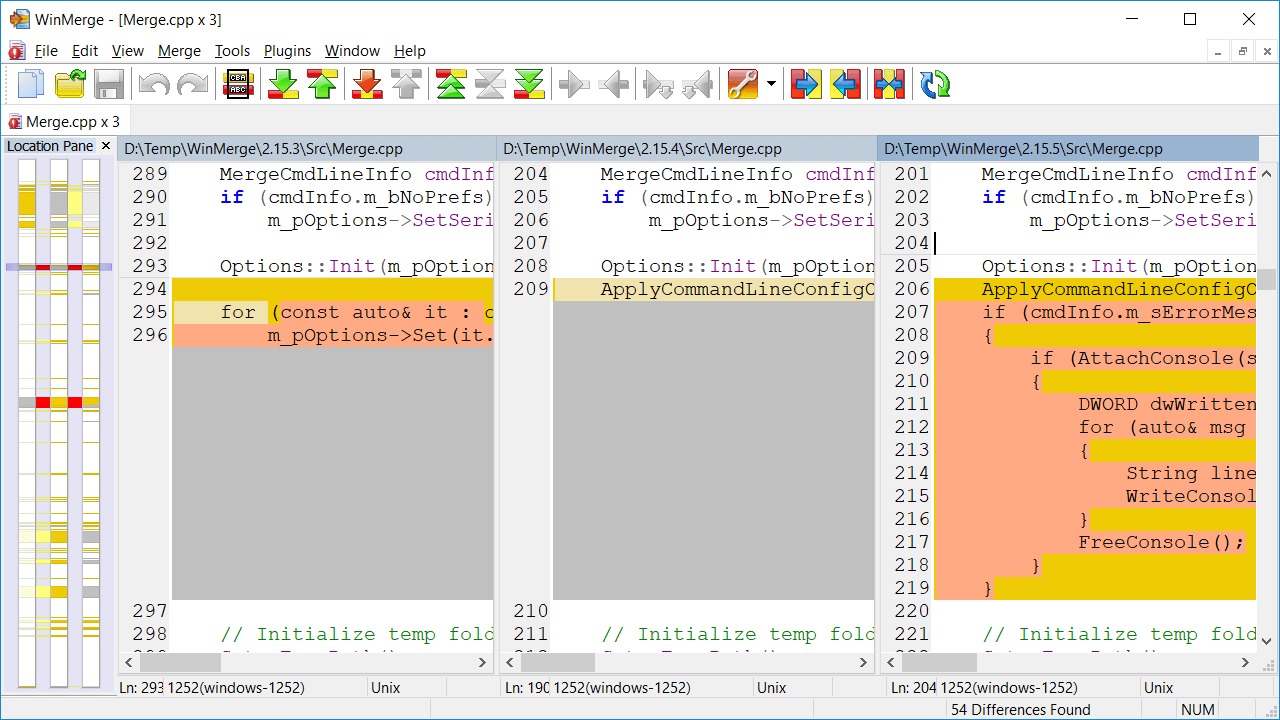 WinMerge - [Merge.cpp x 3]
File Edit View Merge Tools Plugins Window Help
CBA
ABC
Merge.cpp x 3
Location Pane
D:\Temp\WinMerge\2.15.3\Src\Merge.cpp
289 MergeCmdLineInfo cmdInf
290 if (cmdInfo.m_bNoPrefs)
291 m_pOptions->SetSeri
292
293 Options::Init(m_pOption
294
295 for (const auto& it : c
296 m_pOptions->Set(it.
297
298 // Initialize temp fold
D:\Temp\WinMerge\2.15.4\Src\Merge.cpp
204 MergeCmdLineInfo cmdInf
205 if (cmdInfo.m_bNoPrefs)
206 m_pOptions->SetSeri
207
208 Options::Init(m_pOption
209 ApplyCommandLineConfigO
210
211 // Initialize temp fold
D:\Temp\WinMerge\2.15.5\Src\Merge.cpp
201 MergeCmdLineInfo cmdInf
202 if (cmdInfo.m_bNoPrefs)
203 m_pOptions->SetSeri
204
205 Options::Init(m_pOption
206 ApplyCommandLineConfigO
207 if (cmdInfo.m_sErrorMes
208 {
209 if (AttachConsole(s
210 {
211 DWORD dwWritten
212 for (auto& msg
213 {
214 String line
215 WriteConsol
216 }
217 FreeConsole();
218 }
219 }
220
221 // Initialize temp fold
Ln: 293 1252(windows-1252) Unix
Ln: 190 1252(windows-1252) Unix
Ln: 204 1252(windows-1252) Unix
54 Differences Found NUM